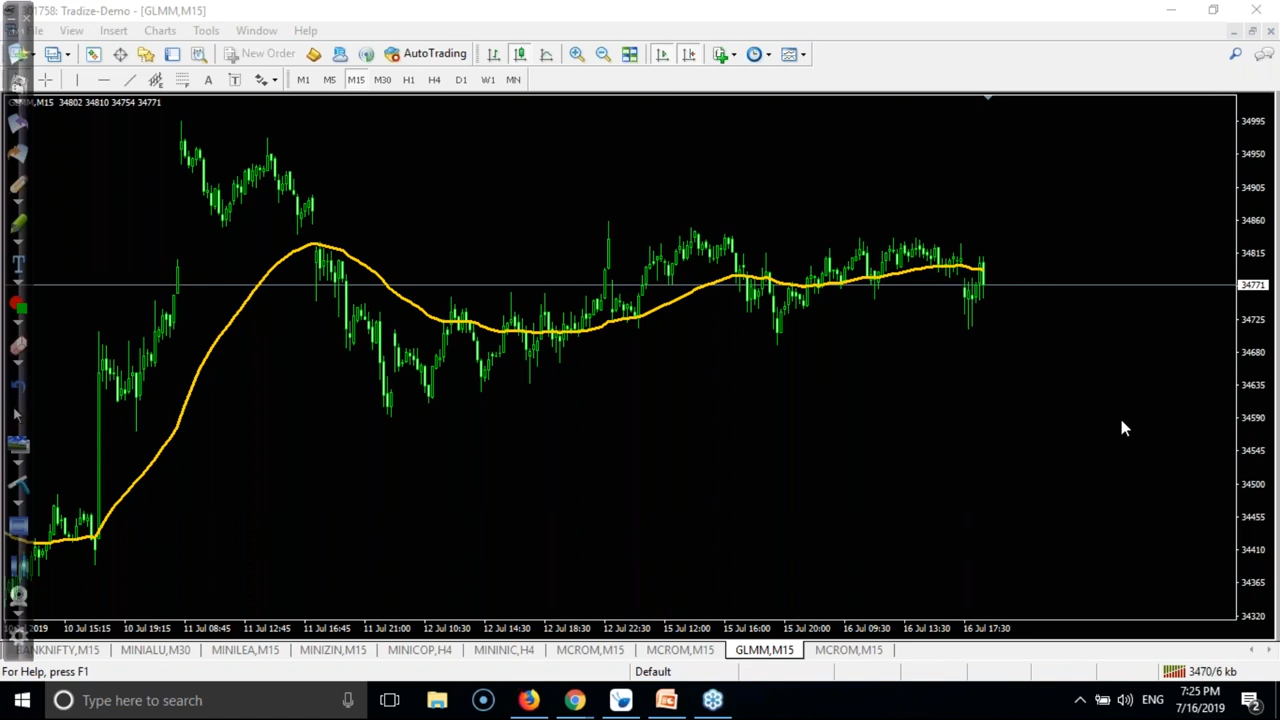 301758: Tradize-Demo - [GLMM,M15]
File View Insert Charts Tools Window Help
New Order AutoTrading
A T M1 M5 M15 M30 H1 H4 D1 W1 MN
GLMM,M15 34802 34810 34754 34771
34995
34950
34905
34860
34815
34771
34725
34680
34635
34590
34545
34500
34455
34410
34365
34320
2019 10 Jul 15:15 10 Jul 19:15 11 Jul 08:45 11 Jul 12:45 11 Jul 16:45 11 Jul 21:00 12 Jul 10:30 12 Jul 14:30 12 Jul 18:30 12 Jul 22:30 15 Jul 12:00 15 Jul 16:00 15 Jul 20:00 16 Jul 09:30 16 Jul 13:30 16 Jul 17:30
BANKNIFTY,M15 MINIALU,M30 MINILEA,M15 MINIZIN,M15 MINICOP,H4 MININIC,H4 MCROM,M15 MCROM,M15 GLMM,M15 MCROM,M15
For Help, press F1 Default 3470/6 kb
Type here to search ENG 7:25 PM
7/16/2019 2